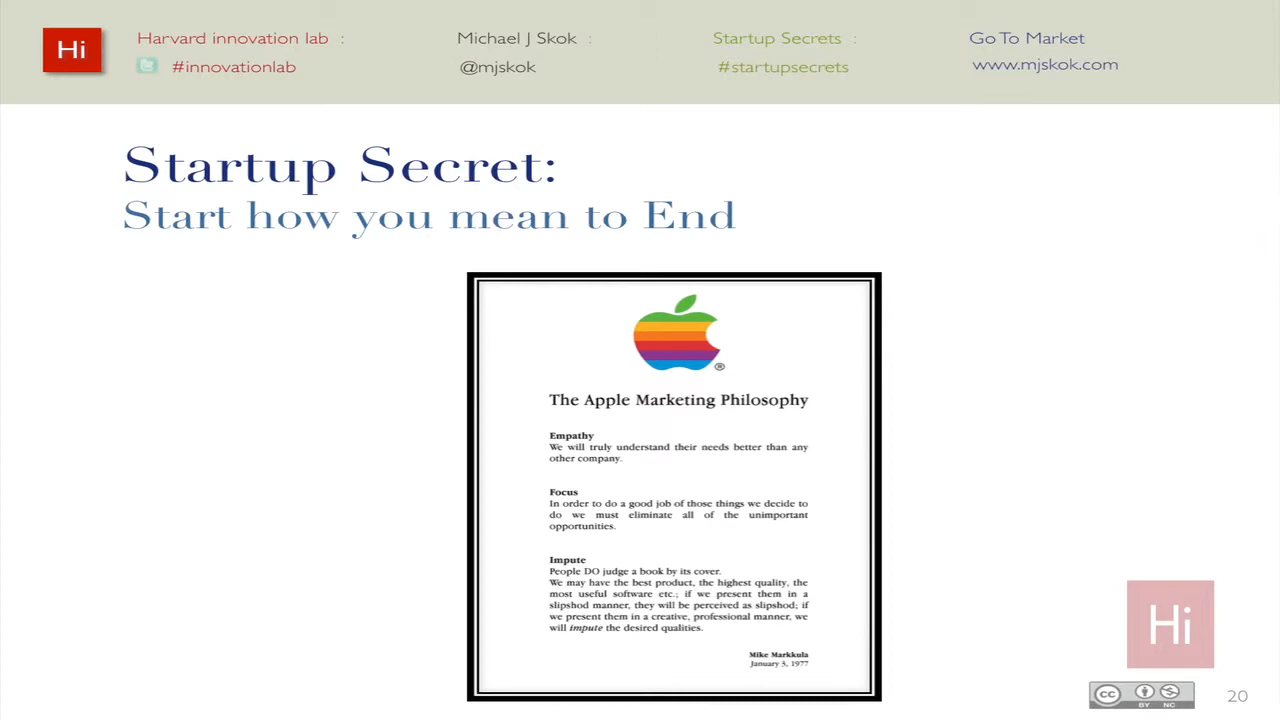 Hi
Harvard innovation lab :
#innovationlab
Michael J Skok :
@mjskok
Startup Secrets :
#startupsecrets
Go To Market
www.mjskok.com
Startup Secret:
Start how you mean to End
®
The Apple Marketing Philosophy
Empathy
We will truly understand their needs better than any
other company.
Focus
In order to do a good job of those things we decide to
do we must eliminate all of the unimportant
opportunities.
Impute
People DO judge a book by its cover.
We may have the best product, the highest quality, the
most useful software etc.; if we present them in a
slipshod manner, they will be perceived as slipshod; if
we present them in a creative, professional manner, we
will impute the desired qualities.
Mike Markkula
January 3, 1977
Hi
cc
BY NC
20